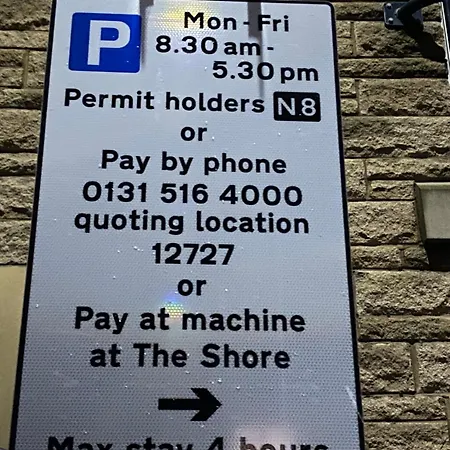 P
Mon - Fri
8.30 am -
5.30 pm
Permit holders N.8
or
Pay by phone
0131 516 4000
quoting location
12727
or
Pay at machine
at The Shore
→
Max stay 4 hours